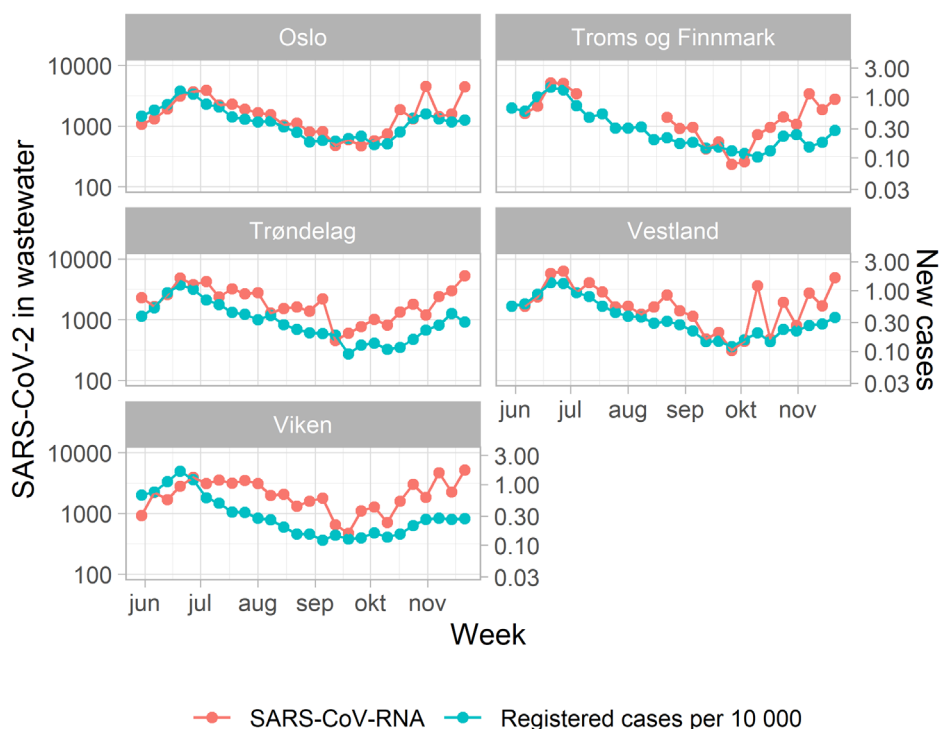 Oslo
Troms og Finnmark
10000
1000
100
3.00
1.00
0.30
0.10
0.03
Trøndelag
Vestland
10000
1000
100
3.00
1.00
0.30
0.10
0.03
jun jul aug sep okt nov
Viken
10000
1000
100
3.00
1.00
0.30
0.10
0.03
jun jul aug sep okt nov
SARS-CoV-2 in wastewater
New cases
Week
SARS-CoV-RNA
Registered cases per 10 000